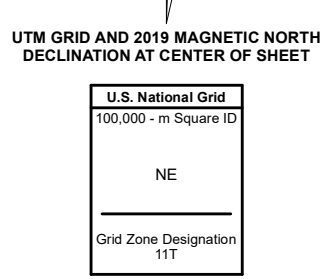 UTM GRID AND 2019 MAGNETIC NORTH
DECLINATION AT CENTER OF SHEET
U.S. National Grid
100,000 - m Square ID
NE
Grid Zone Designation
11T